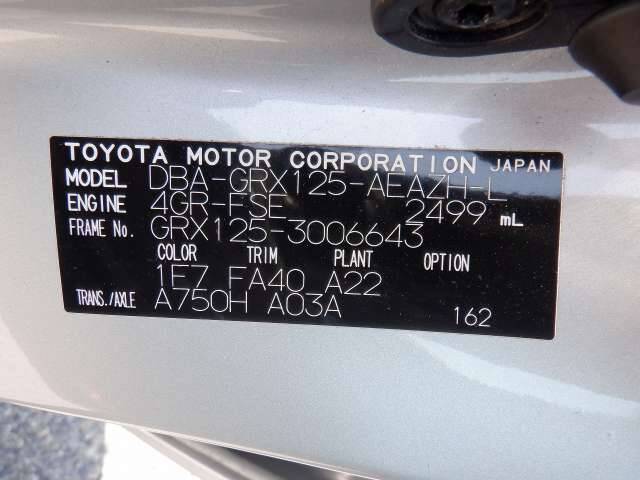 TOYOTA MOTOR CORPORATION JAPAN
MODEL DBA-GRX125-AEAZH-L
ENGINE 4GR-FSE 2499 mL
FRAME No. GRX125-3006643
COLOR TRIM PLANT OPTION
1F7 FA40 A22
TRANS./AXLE A750H A03A 162